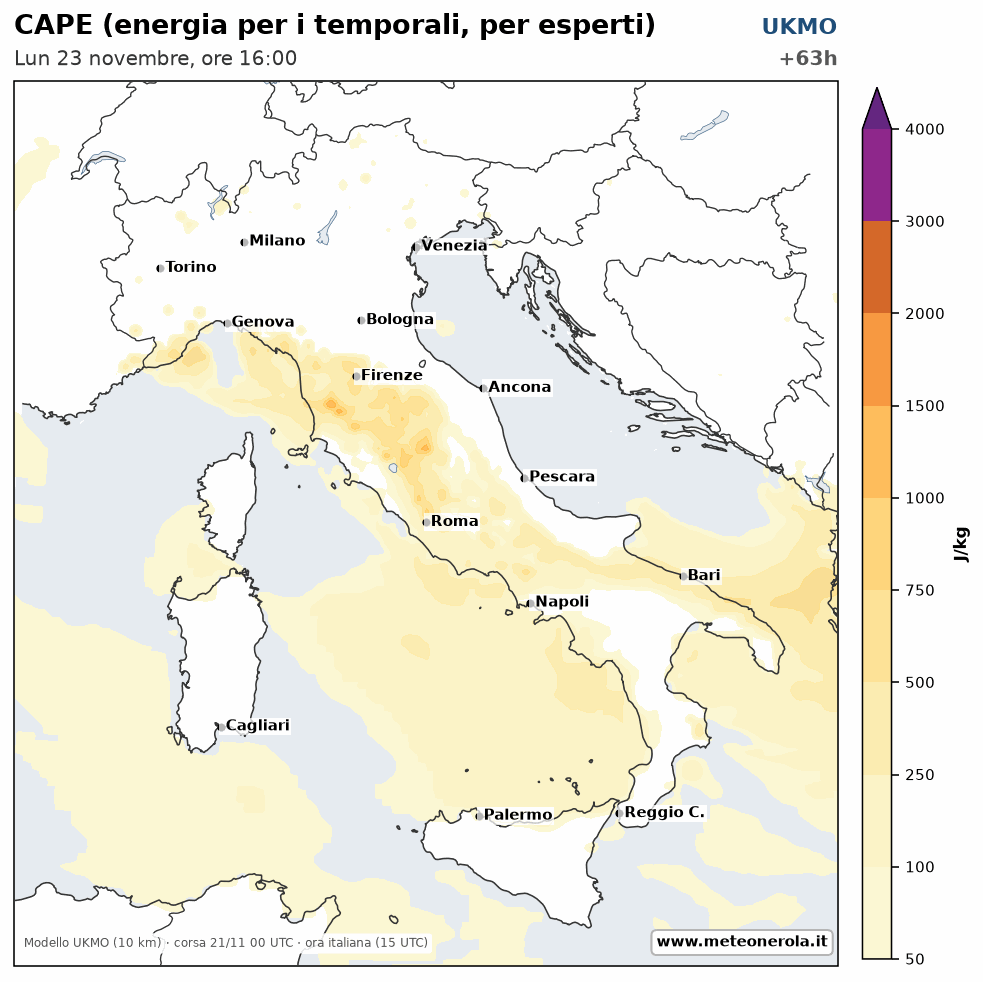 CAPE (energia per i temporali, per esperti)
UKMO
Lun 23 novembre, ore 16:00
+63h
4000
3000
2000
1500
1000
750
500
250
100
50
J/kg
Milano
Venezia
Torino
Genova
Bologna
Firenze
Ancona
Pescara
Roma
Bari
Napoli
Cagliari
Palermo
Reggio C.
Modello UKMO (10 km) · corsa 21/11 00 UTC · ora italiana (15 UTC)
www.meteonerola.it